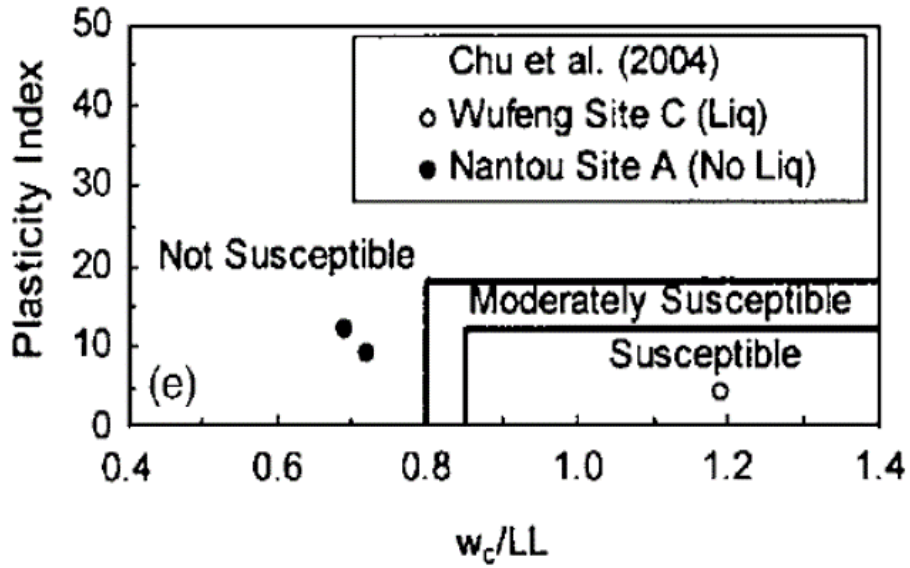 50
40
30
20
10
0
Plasticity Index
Chu et al. (2004)
Wufeng Site C (Liq)
Nantou Site A (No Liq)
Not Susceptible
Moderately Susceptible
Susceptible
(e)
0.4 0.6 0.8 1.0 1.2 1.4
wc/LL